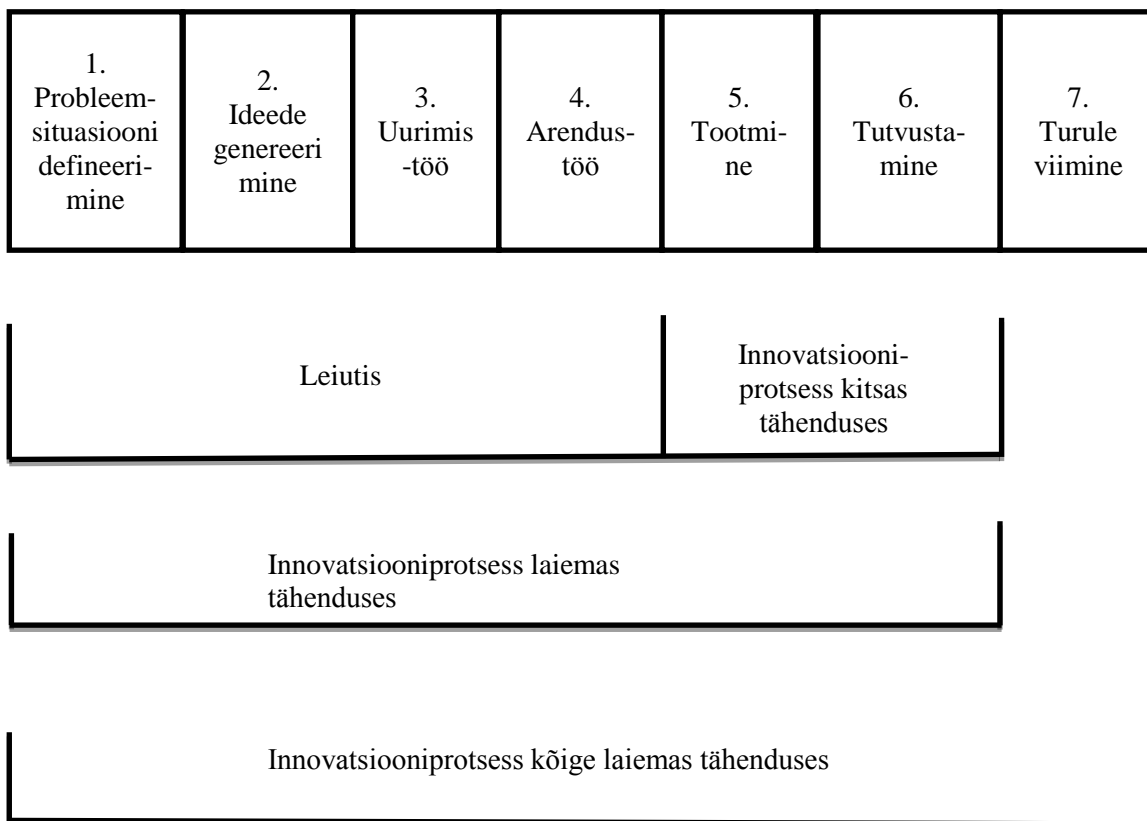 1.
Probleem-
situasiooni
defineeri-
mine
2.
Ideede
genereeri
mine
3.
Uurimis
-töö
4.
Arendus-
töö
5.
Tootmi-
ne
6.
Tutvusta-
mine
7.
Turule
viimine
Leiutis
Innovatsiooni-
protsess kitsas
tähenduses
Innovatsiooniprotsess laiemas
tähenduses
Innovatsiooniprotsess kõige laiemas tähenduses